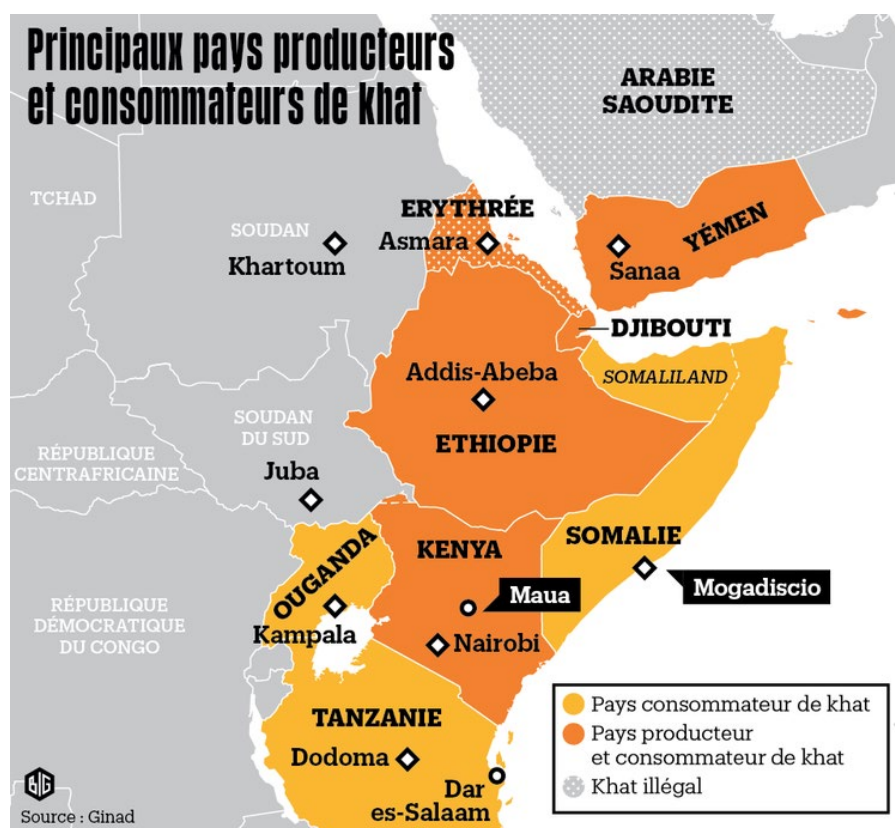 Principaux pays producteurs
et consommateurs de khat
ARABIE
SAOUDITE
TCHAD
SOUDAN
Khartoum
ERYTHRÉE
Asmara
YÉMEN
Sanaa
DJIBOUTI
SOMALILAND
Addis-Abeba
ETHIOPIE
SOUDAN
DU SUD
Juba
RÉPUBLIQUE
CENTRAFRICAINE
OUGANDA
Kampala
KENYA
Maua
Nairobi
SOMALIE
Mogadiscio
RÉPUBLIQUE
DÉMOCRATIQUE
DU CONGO
TANZANIE
Dodoma
Dar
es-Salaam
Pays consommateur de khat
Pays producteur
et consommateur de khat
Khat illégal
BIG
Source : Ginad